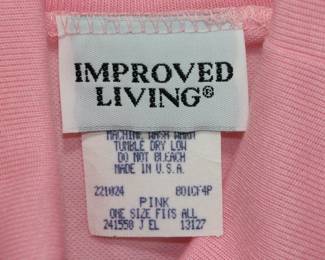 IMPROVED
LIVING®
MACHINE WASH WARM
TUMBLE DRY LOW
DO NOT BLEACH
MADE IN U.S.A.
221024 801CF4P
PINK
ONE SIZE FITS ALL
241550 J EL 13127